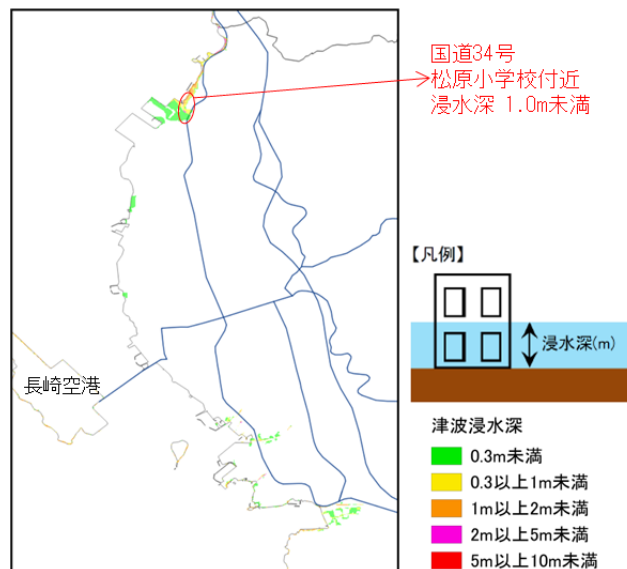 国道34号
松原小学校付近
浸水深 1.0m未満
【凡例】
浸水深(m)
長崎空港
津波浸水深
0.3m未満
0.3以上1m未満
1m以上2m未満
2m以上5m未満
5m以上10m未満